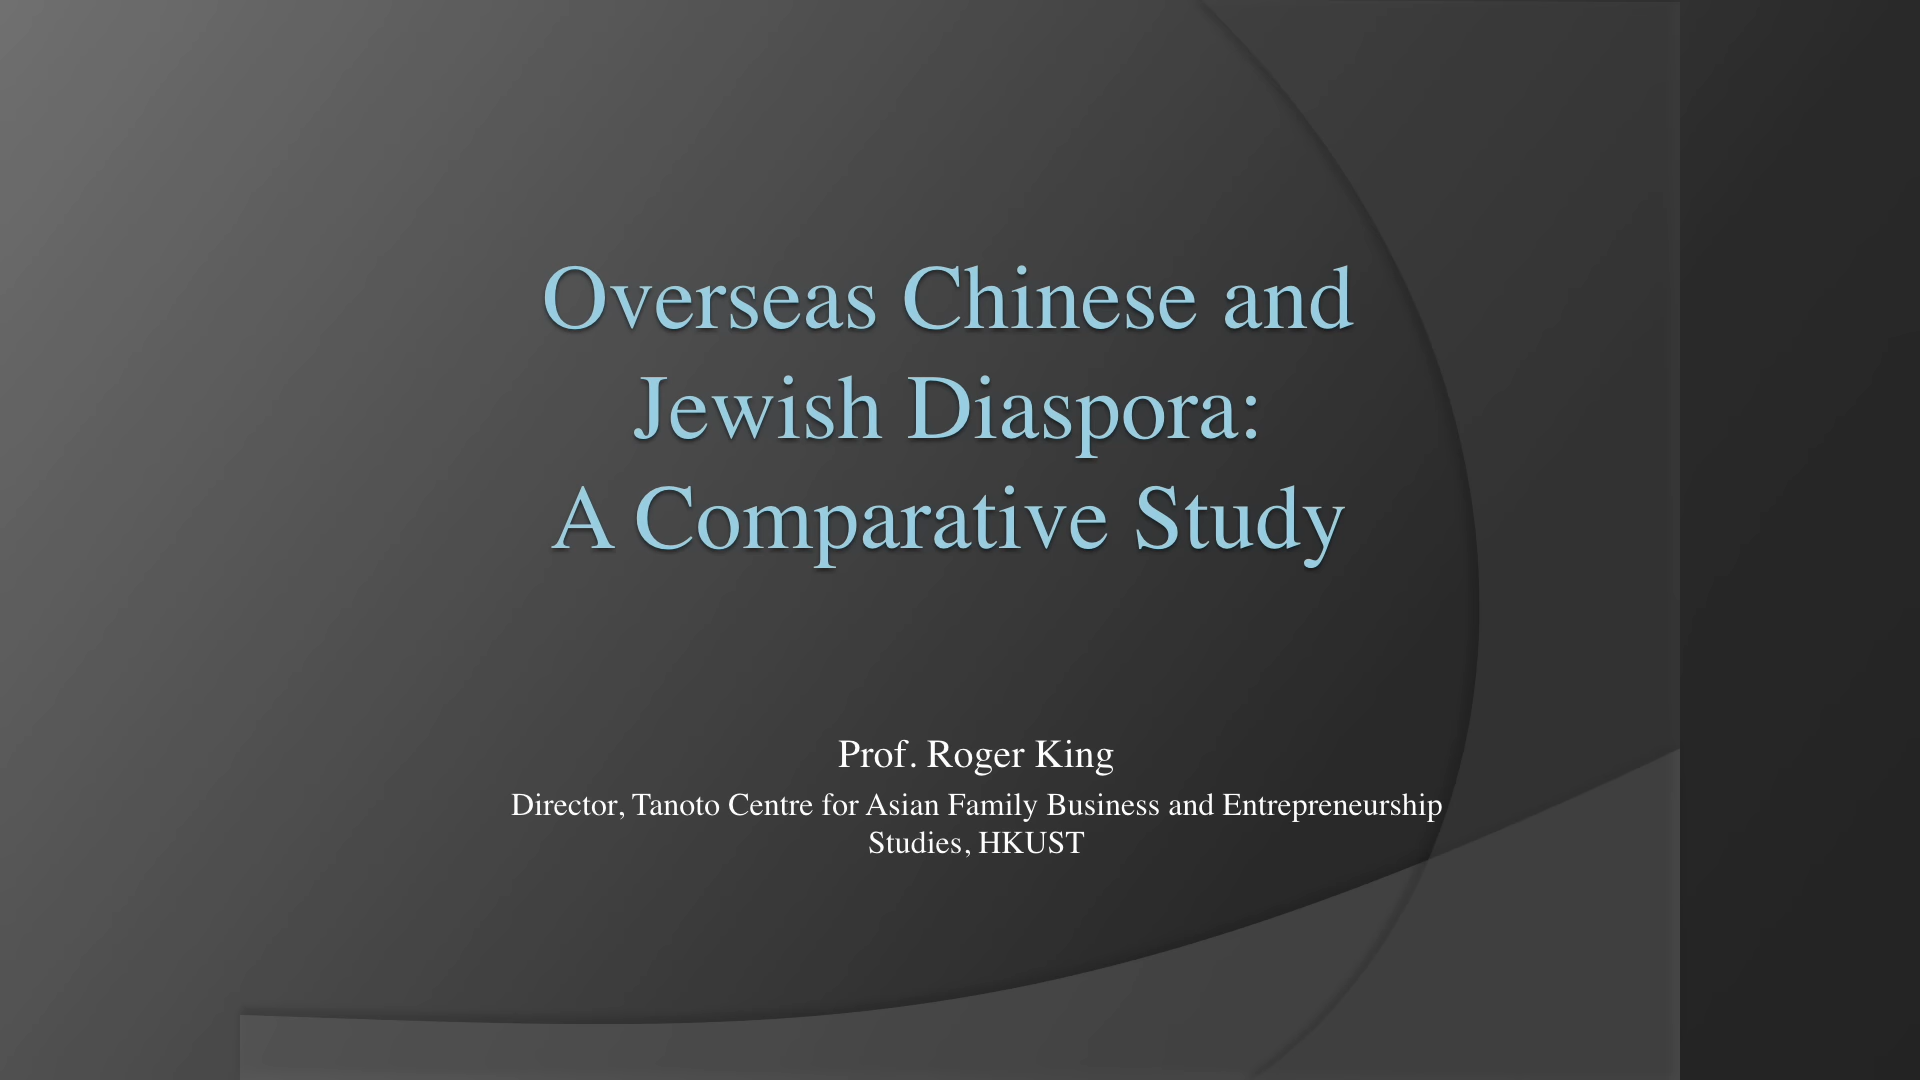 Overseas Chinese and
Jewish Diaspora:
A Comparative Study
Prof. Roger King
Director, Tanoto Centre for Asian Family Business and Entrepreneurship
Studies, HKUST